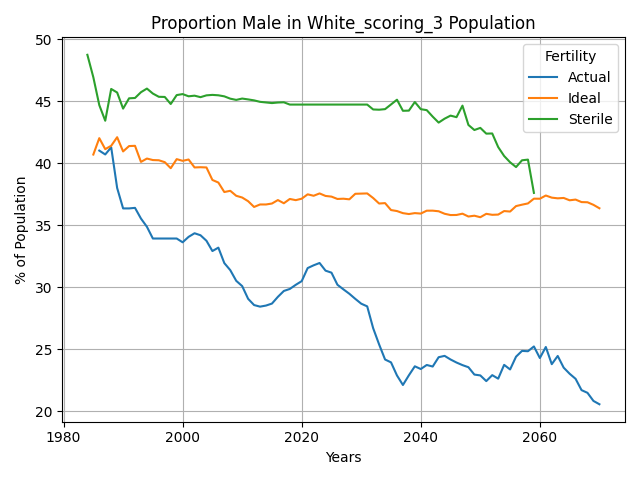 Proportion Male in White_scoring_3 Population
% of Population
50
45
40
35
30
25
20
Fertility
Actual
Ideal
Sterile
1980
2000
2020
2040
2060
Years